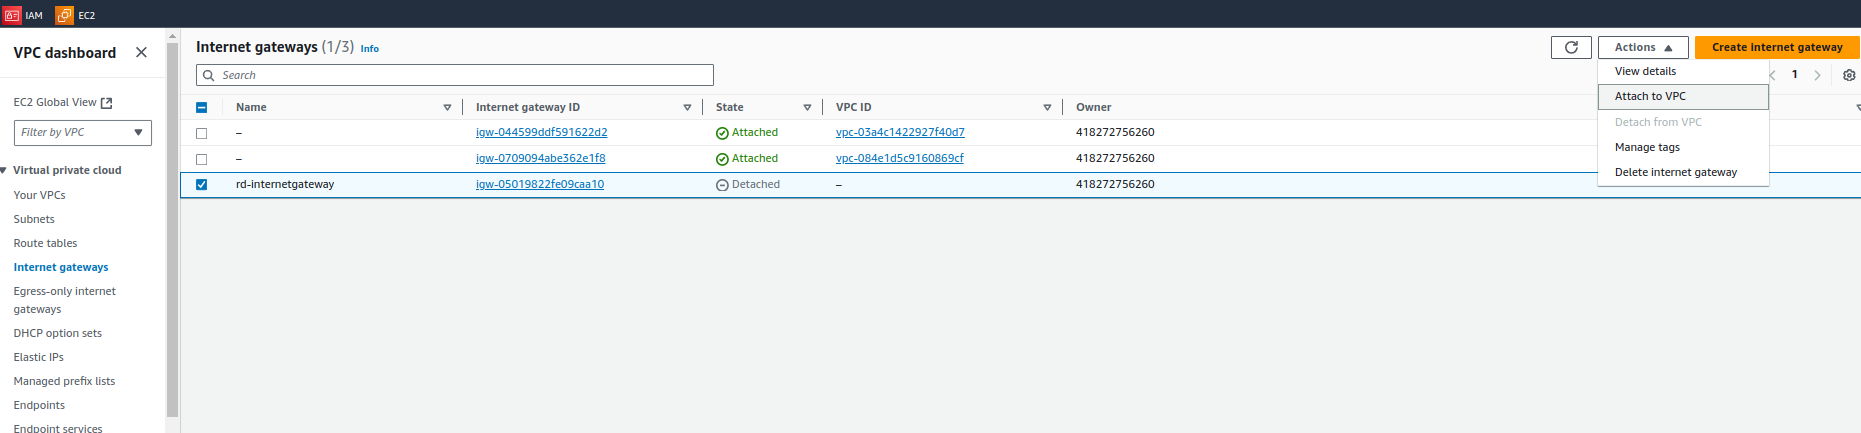 IAM EC2
VPC dashboard
EC2 Global View
Filter by VPC
Virtual private cloud
Your VPCs
Subnets
Route tables
Internet gateways
Egress-only internet
gateways
DHCP option sets
Elastic IPs
Managed prefix lists
Endpoints
Endpoint services
Internet gateways (1/3) Info
Actions
Create internet gateway
Search
1
View details
Attach to VPC
Detach from VPC
Manage tags
Delete internet gateway
Name Internet gateway ID State VPC ID Owner
– igw-044599ddf591622d2 Attached vpc-03a4c1422927f40d7 418272756260
– igw-0709094abe362e1f8 Attached vpc-084e1d5c9160869cf 418272756260
rd-internetgateway igw-05019822fe09caa10 Detached – 418272756260